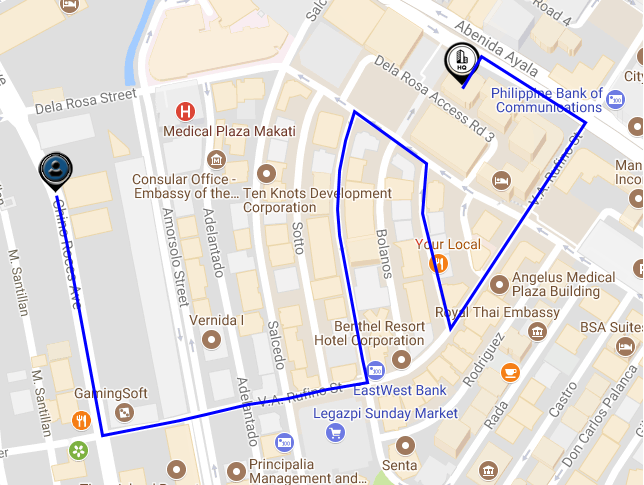 Road 4
Salc
Abenida Ayala
HQ
City
Dela Rosa Access Rd 3
Philippine Bank of
Communications
Dela Rosa Street
H
Medical Plaza Makati
V.A. Rufino St
Man
Inco
Consular Office -
Embassy of the...
Ten Knots Development
Corporation
Chino Roces Ave
Amorsolo Street
Adelantado
Sotto
Bolanos
Your Local
M. Santillan
Angelus Medical
Plaza Building
Royal Thai Embassy
Vernida I
Salcedo
Benthel Resort
Hotel Corporation
BSA Suites
Rodriguez
M. Santillan
GamingSoft
Adelantado
V.A. Rufino St
EastWest Bank
Legazpi Sunday Market
Rada
Castro
Don Carlos Palanca
er
Senta
Principalia
Management and...